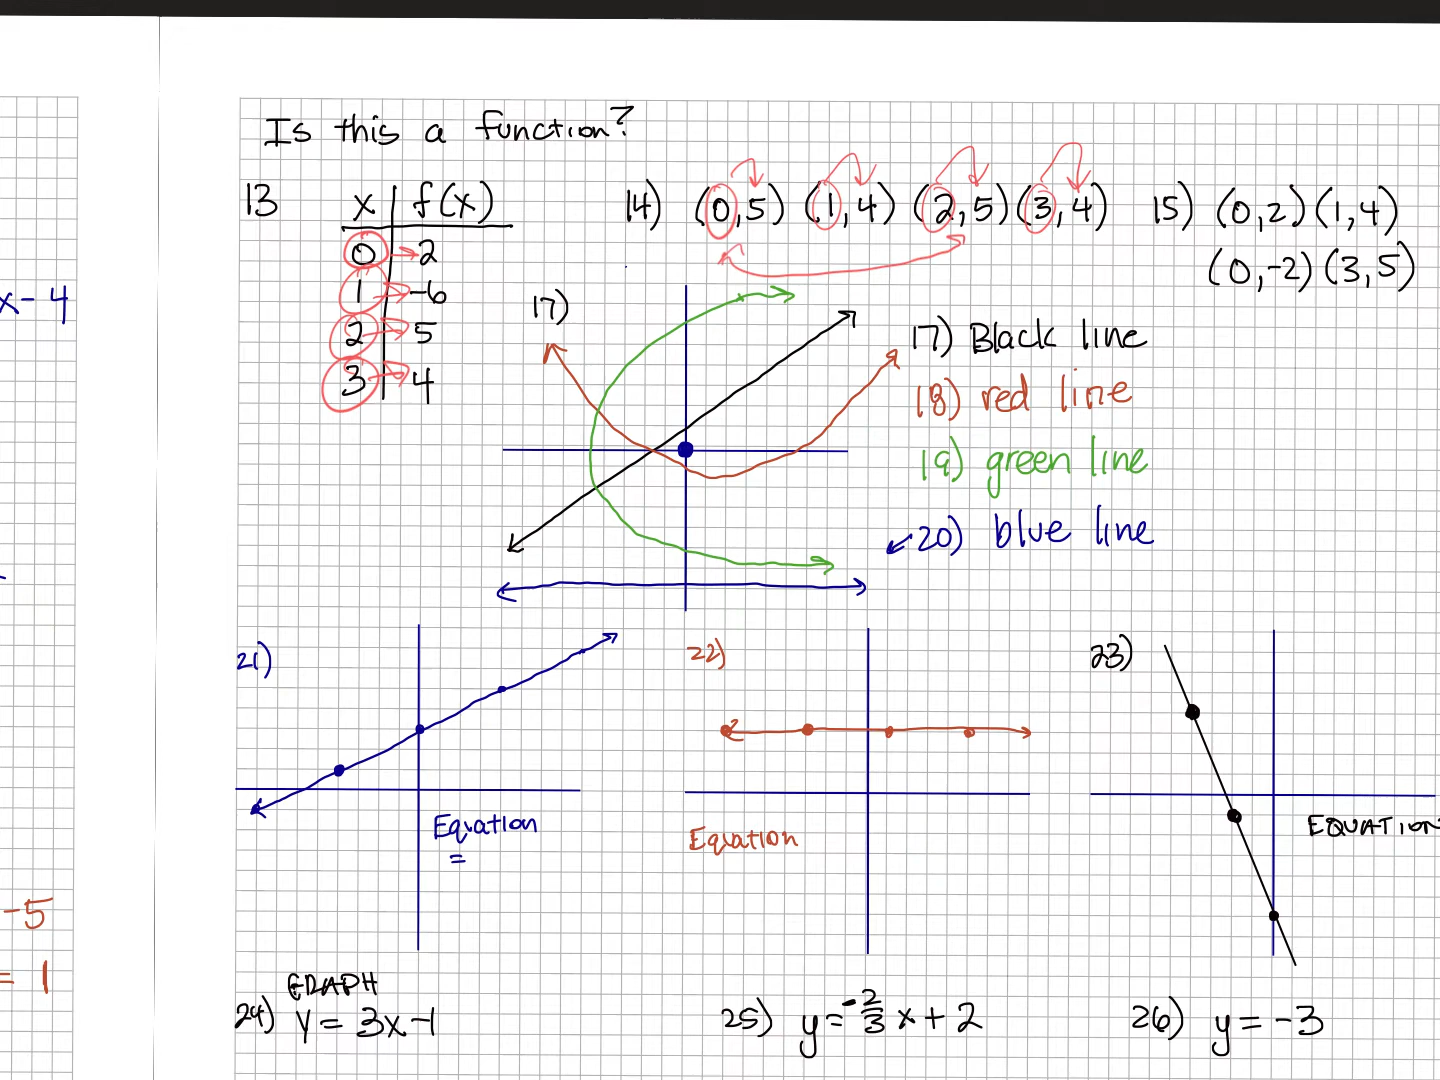 x - 4
-5
= 1
Is this a function?
13
x | f(x)
0 → 2
1 → -6
2 → 5
3 → 4
14) (0,5) (1,4) (2,5) (3,4)
15) (0,2) (1,4)
(0,-2) (3,5)
17)
17) Black line
18) red line
19) green line
20) blue line
21)
Equation
=
22)
Equation
23)
EQUATION
GRAPH
24) y = 3x - 1
25) y = -2/3 x + 2
26) y = -3